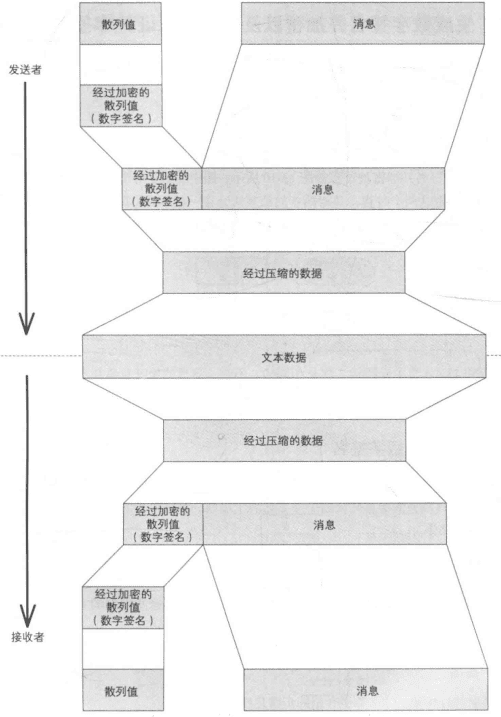 散列值
消息
发送者
经过加密的
散列值
（数字签名）
经过加密的
散列值
（数字签名）
消息
经过压缩的数据
文本数据
经过压缩的数据
经过加密的
散列值
（数字签名）
消息
经过加密的
散列值
（数字签名）
接收者
散列值
消息